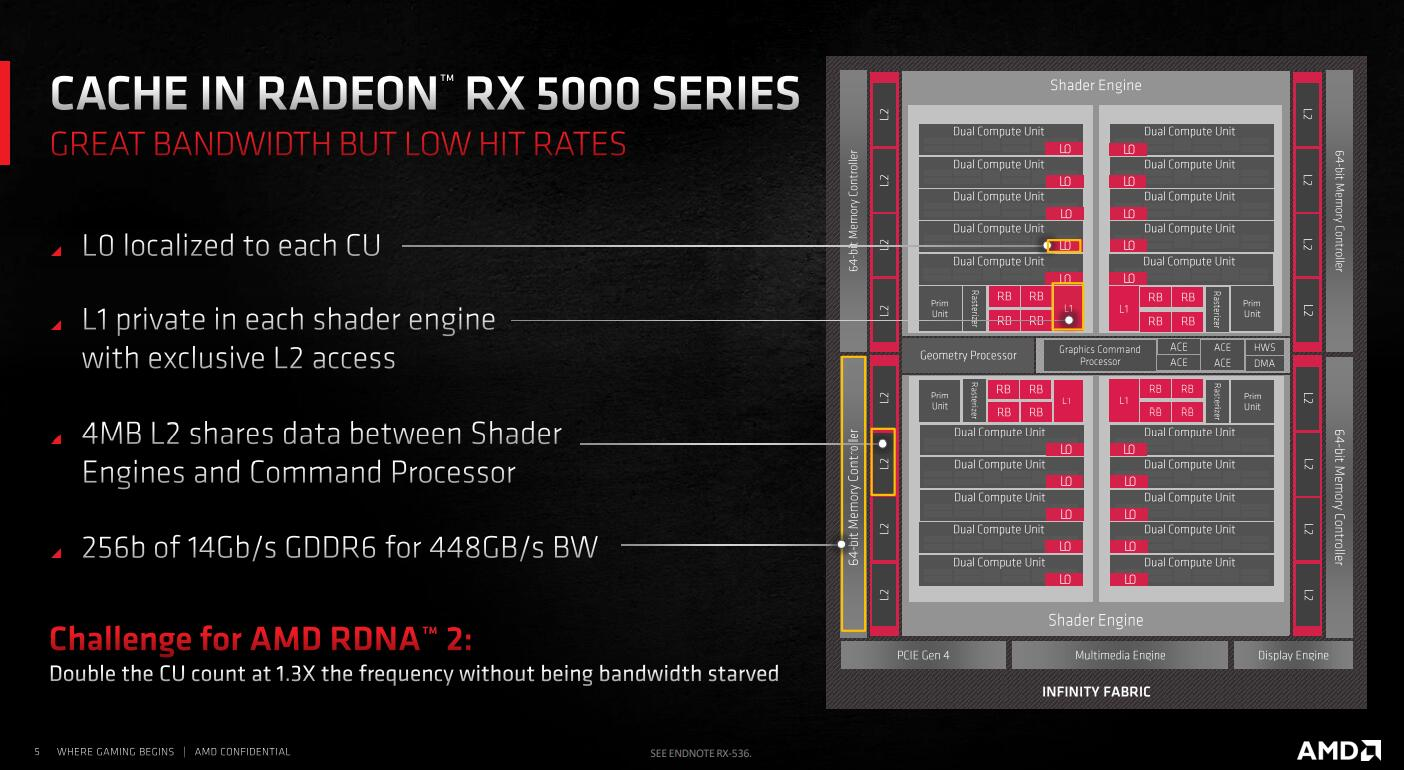 CACHE IN RADEON™ RX 5000 SERIES
GREAT BANDWIDTH BUT LOW HIT RATES
L0 localized to each CU
L1 private in each shader engine
with exclusive L2 access
4MB L2 shares data between Shader
Engines and Command Processor
256b of 14Gb/s GDDR6 for 448GB/s BW
Challenge for AMD RDNA™ 2:
Double the CU count at 1.3X the frequency without being bandwidth starved
64-bit Memory Controller
64-bit Memory Controller
L2
L2
L2
L2
L2
L2
L2
L2
Shader Engine
Dual Compute Unit
L0
Dual Compute Unit
L0
Dual Compute Unit
L0
Dual Compute Unit
L0
Dual Compute Unit
L0
Prim
Unit
Rasterizer
RB RB
RB RB
L1
Dual Compute Unit
L0
Dual Compute Unit
L0
Dual Compute Unit
L0
Dual Compute Unit
L0
Dual Compute Unit
L0
L1
RB RB
RB RB
Rasterizer
Prim
Unit
Geometry Processor
Graphics Command
Processor
ACE ACE HWS
ACE ACE DMA
Prim
Unit
Rasterizer
RB RB
RB RB
L1
Dual Compute Unit
L0
Dual Compute Unit
L0
Dual Compute Unit
L0
Dual Compute Unit
L0
Dual Compute Unit
L0
L1
RB RB
RB RB
Rasterizer
Prim
Unit
Dual Compute Unit
L0
Dual Compute Unit
L0
Dual Compute Unit
L0
Dual Compute Unit
L0
Dual Compute Unit
L0
Shader Engine
L2
L2
L2
L2
L2
L2
L2
L2
64-bit Memory Controller
64-bit Memory Controller
PCIE Gen 4
Multimedia Engine
Display Engine
INFINITY FABRIC
5 WHERE GAMING BEGINS | AMD CONFIDENTIAL
SEE ENDNOTE RX-536.
AMD